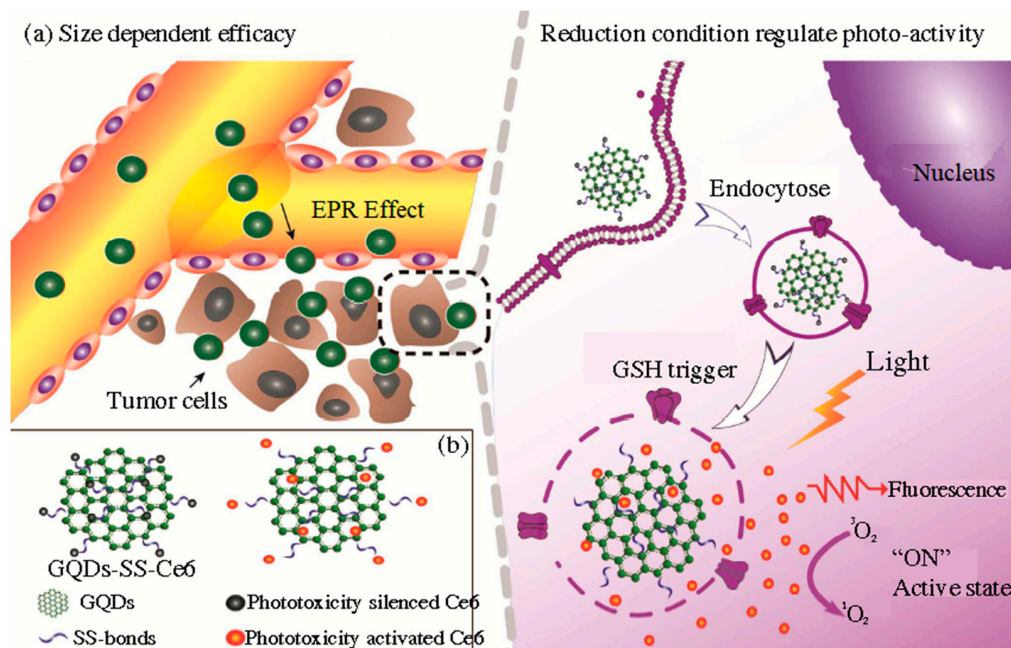 (a) Size dependent efficacy
EPR Effect
Tumor cells
(b)
GQDs-SS-Ce6
GQDs
SS-bonds
Phototoxicity silenced Ce6
Phototoxicity activated Ce6
Reduction condition regulate photo-activity
Nucleus
Endocytose
GSH trigger
Light
Fluorescence
³O₂
"ON"
Active state
¹O₂